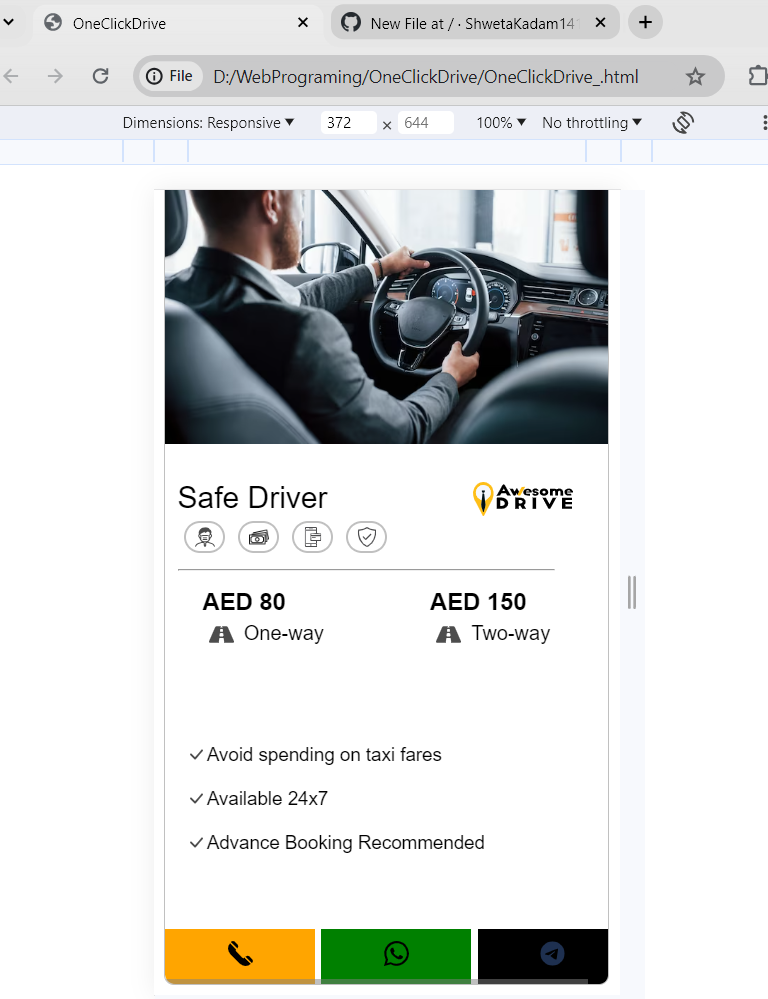 OneClickDrive
New File at / · ShwetaKadam141
File D:/WebPrograming/OneClickDrive/OneClickDrive_.html
Dimensions: Responsive 372 × 644 100% No throttling
Safe Driver
Awesome
DRIVE
AED 80 AED 150
One-way Two-way
Avoid spending on taxi fares
Available 24x7
Advance Booking Recommended